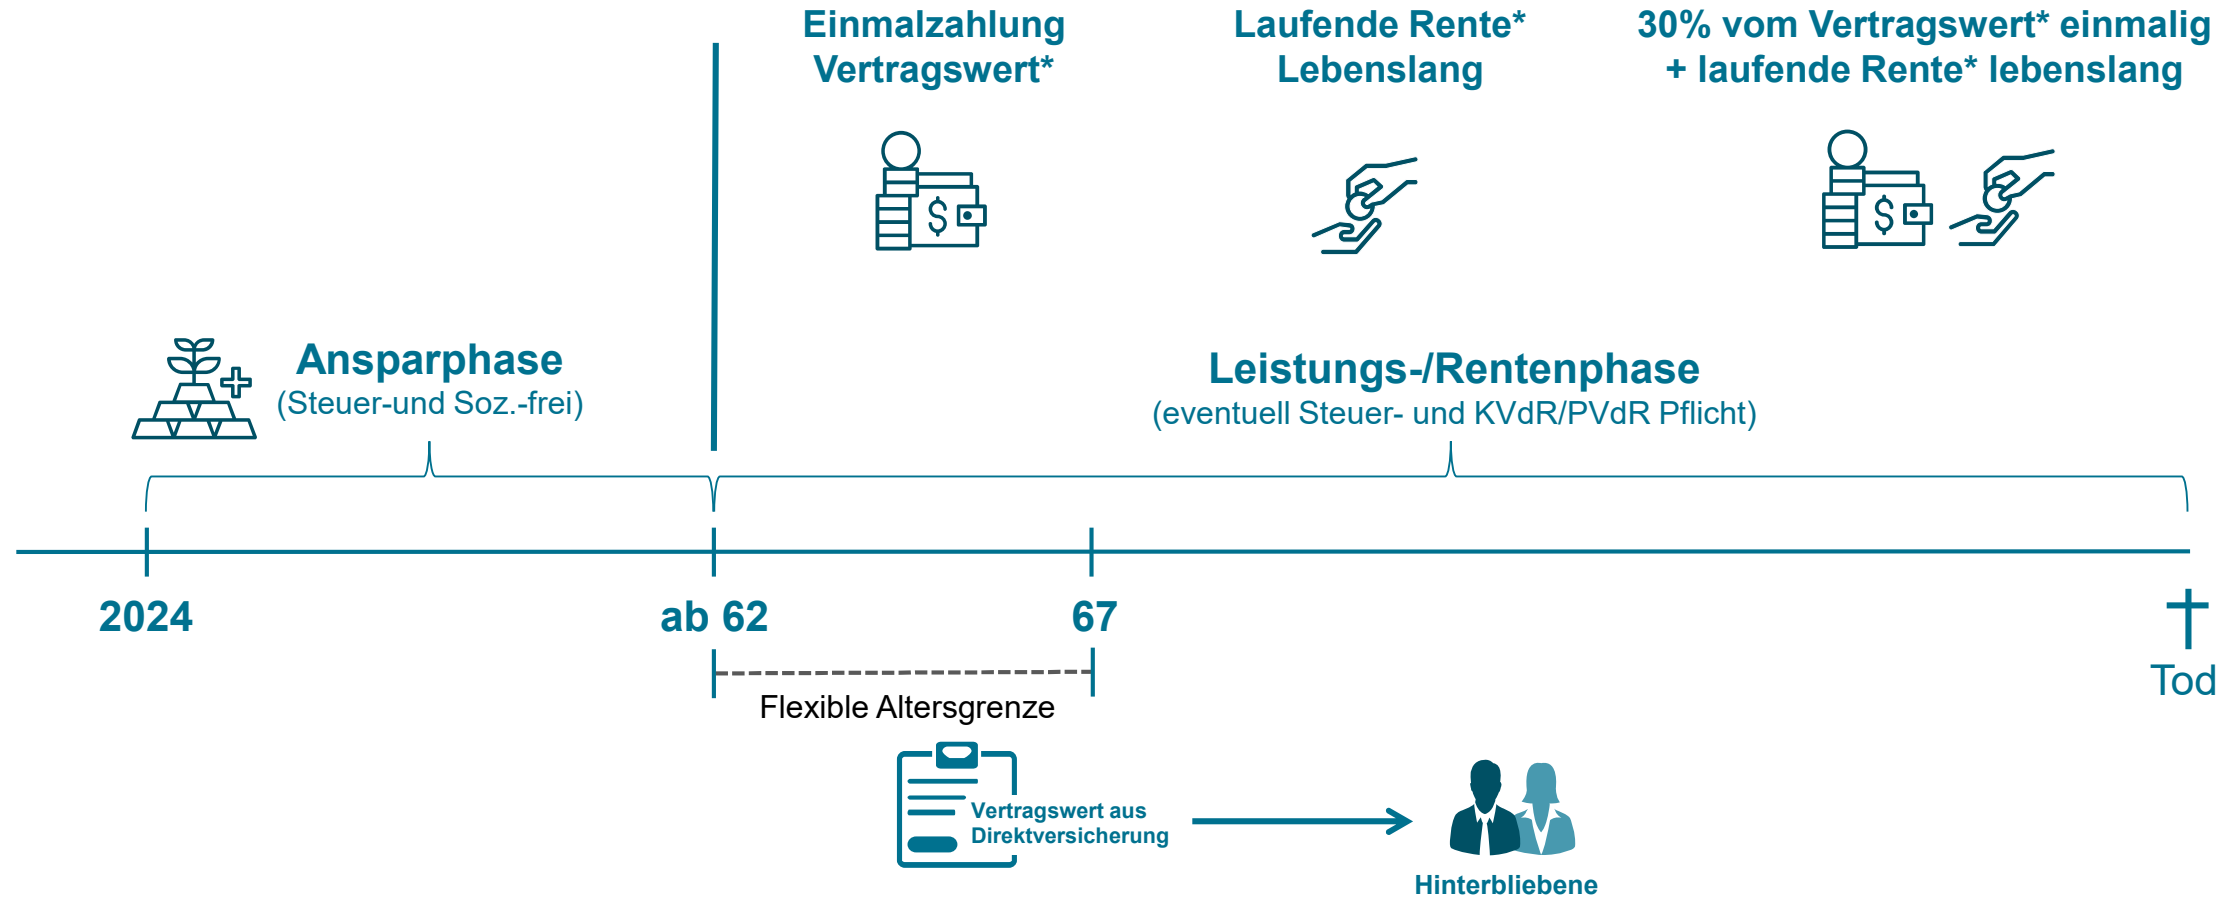 Einmalzahlung
Vertragswert*
Laufende Rente*
Lebenslang
30% vom Vertragswert* einmalig
+ laufende Rente* lebenslang
Ansparphase
(Steuer-und Soz.-frei)
Leistungs-/Rentenphase
(eventuell Steuer- und KVdR/PVdR Pflicht)
2024
ab 62
67
Tod
Flexible Altersgrenze
Vertragswert aus
Direktversicherung
Hinterbliebene